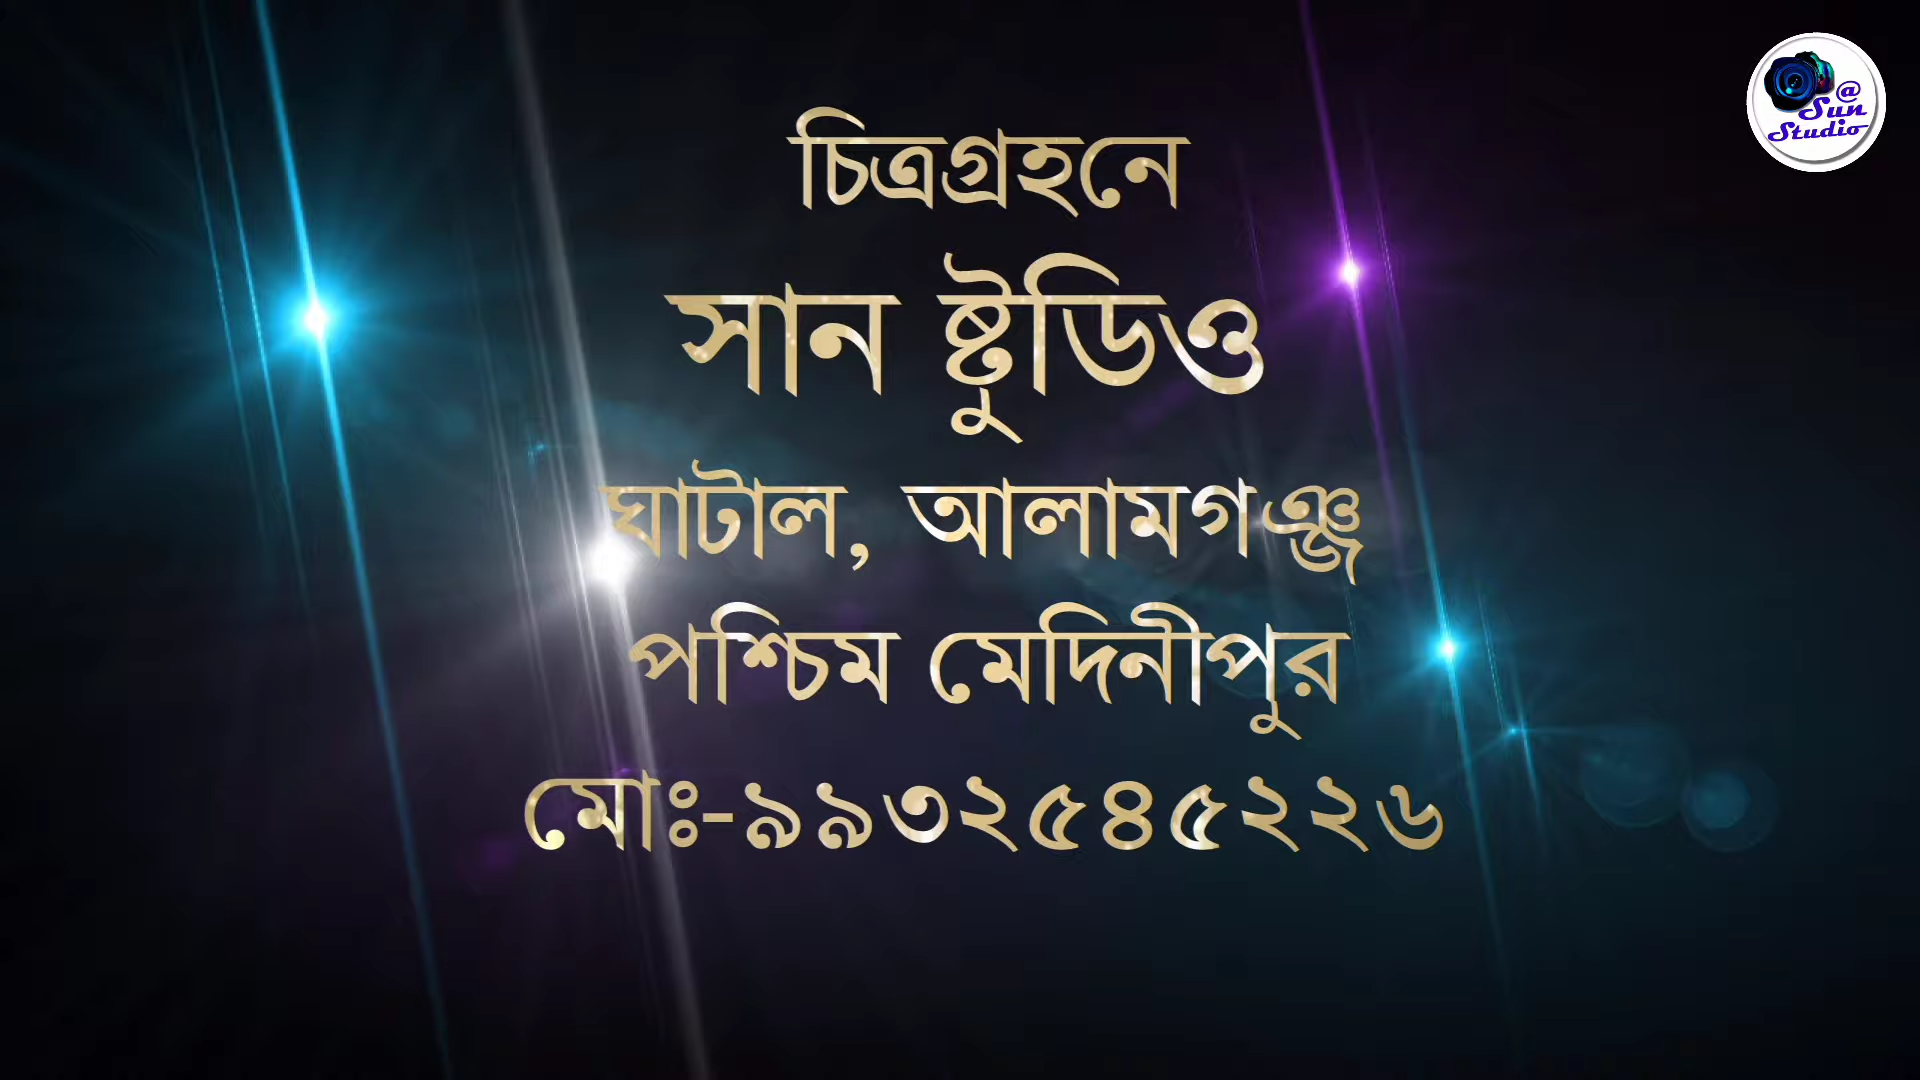 @
Sun
Studio
চিত্রগ্রহনে
সান ষ্টুডিও
ঘাটাল, আলামগঞ্জ
পশ্চিম মেদিনীপুর
মোঃ-৯৯৩২৫৪৫২২৬